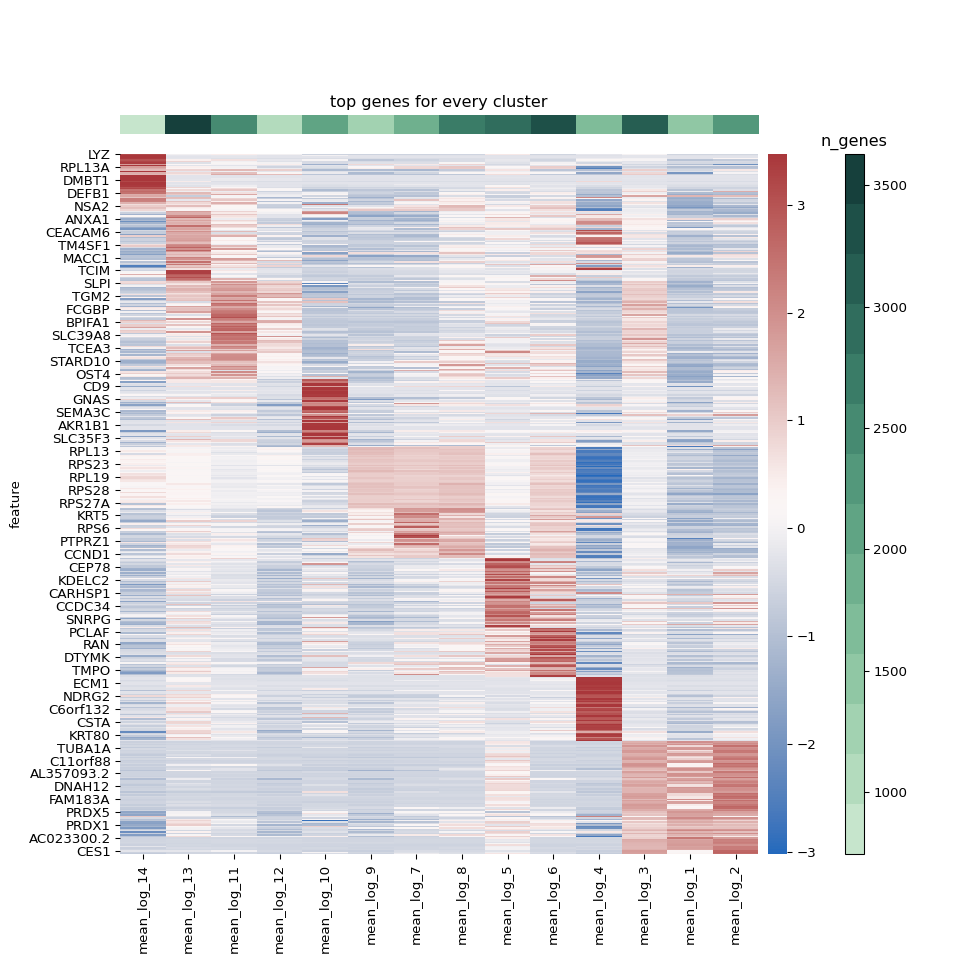 top genes for every cluster
n_genes
LYZ
RPL13A
DMBT1
DEFB1
NSA2
ANXA1
CEACAM6
TM4SF1
MACC1
TCIM
SLPI
TGM2
FCGBP
BPIFA1
SLC39A8
TCEA3
STARD10
OST4
CD9
GNAS
SEMA3C
AKR1B1
SLC35F3
RPL13
RPS23
RPL19
RPS28
RPS27A
KRT5
RPS6
PTPRZ1
CCND1
CEP78
KDELC2
CARHSP1
CCDC34
SNRPG
PCLAF
RAN
DTYMK
TMPO
ECM1
NDRG2
C6orf132
CSTA
KRT80
TUBA1A
C11orf88
AL357093.2
DNAH12
FAM183A
PRDX5
PRDX1
AC023300.2
CES1
feature
mean_log_14
mean_log_13
mean_log_11
mean_log_12
mean_log_10
mean_log_9
mean_log_7
mean_log_8
mean_log_5
mean_log_6
mean_log_4
mean_log_3
mean_log_1
mean_log_2
3
2
1
0
−1
−2
−3
3500
3000
2500
2000
1500
1000